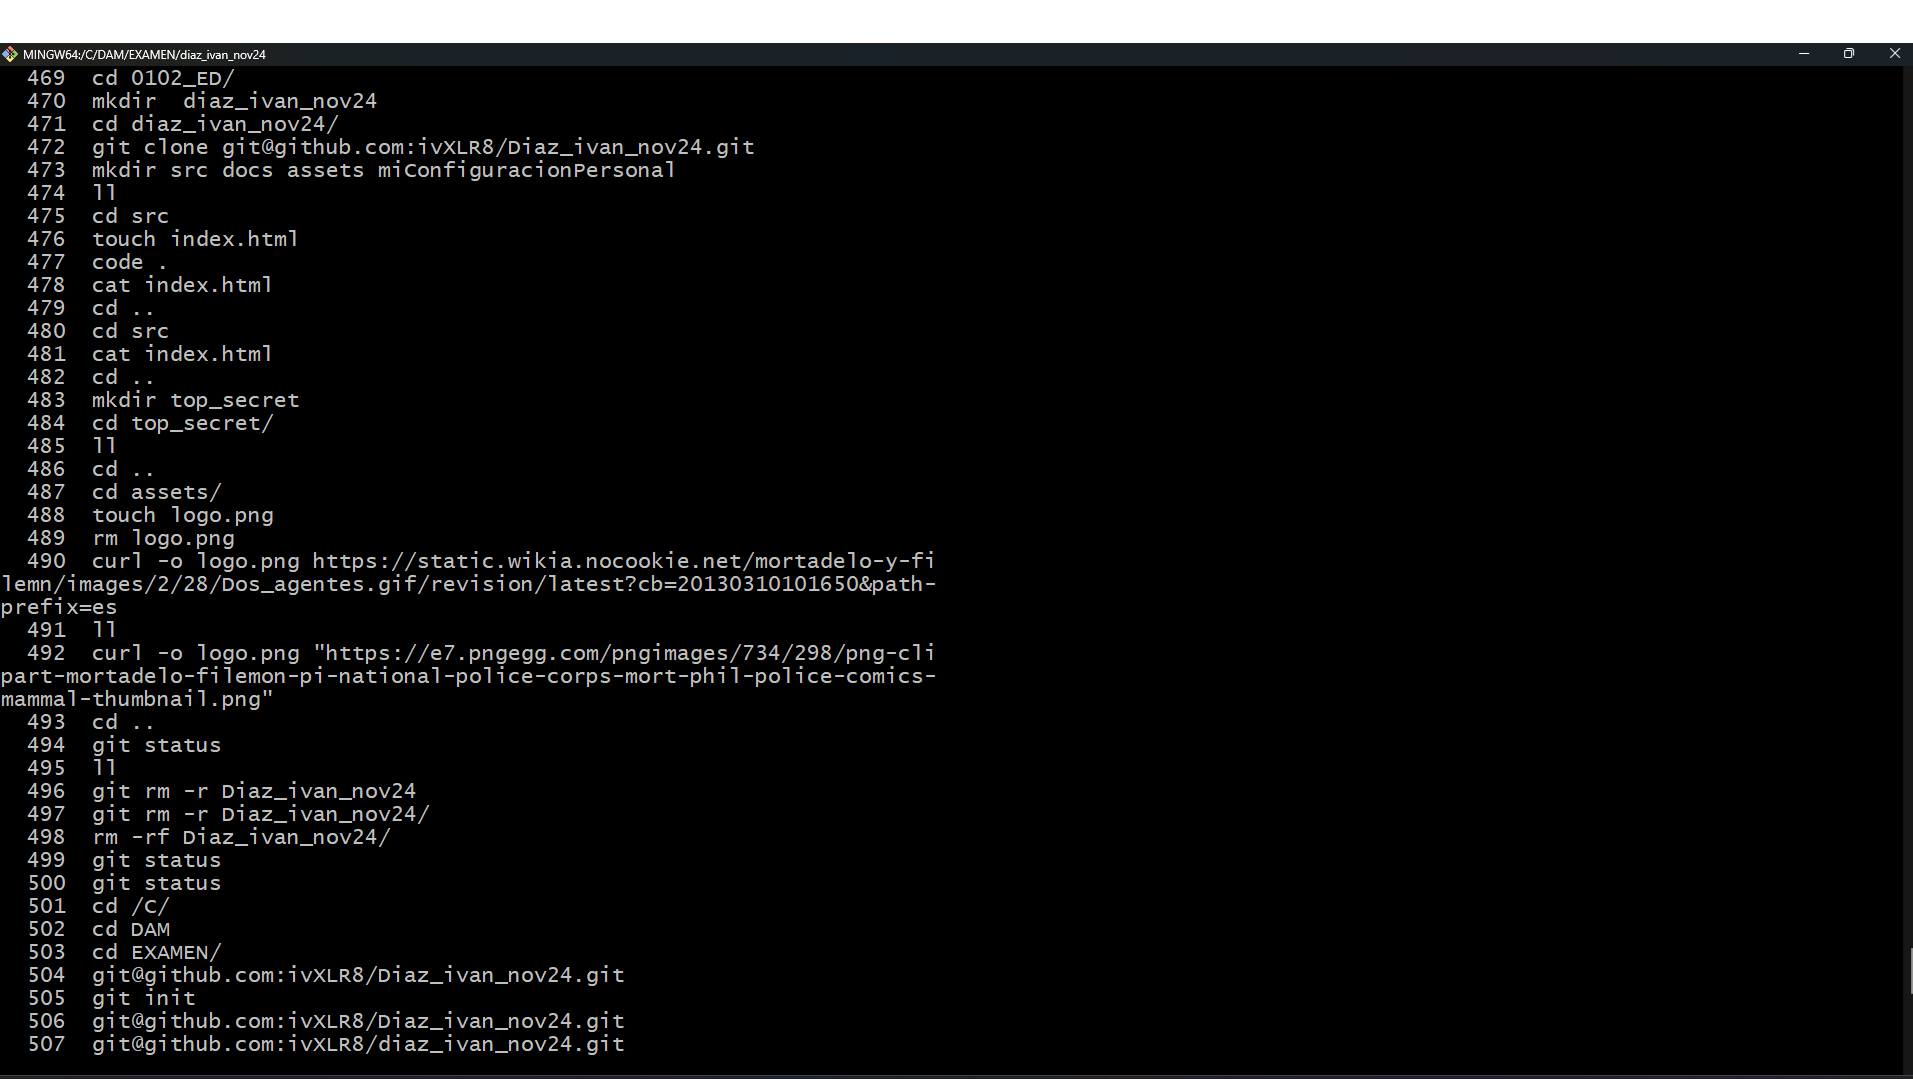 MINGW64:/C/DAM/EXAMEN/diaz_ivan_nov24
469 cd 0102_ED/
470 mkdir  diaz_ivan_nov24
471 cd diaz_ivan_nov24/
472 git clone git@github.com:ivXLR8/Diaz_ivan_nov24.git
473 mkdir src docs assets miConfiguracionPersonal
474 ll
475 cd src
476 touch index.html
477 code .
478 cat index.html
479 cd ..
480 cd src
481 cat index.html
482 cd ..
483 mkdir top_secret
484 cd top_secret/
485 ll
486 cd ..
487 cd assets/
488 touch logo.png
489 rm logo.png
490 curl -o logo.png https://static.wikia.nocookie.net/mortadelo-y-fi
lemn/images/2/28/Dos_agentes.gif/revision/latest?cb=20130310101650&path-
prefix=es
491 ll
492 curl -o logo.png "https://e7.pngegg.com/pngimages/734/298/png-cli
part-mortadelo-filemon-pi-national-police-corps-mort-phil-police-comics-
mammal-thumbnail.png"
493 cd ..
494 git status
495 ll
496 git rm -r Diaz_ivan_nov24
497 git rm -r Diaz_ivan_nov24/
498 rm -rf Diaz_ivan_nov24/
499 git status
500 git status
501 cd /C/
502 cd DAM
503 cd EXAMEN/
504 git@github.com:ivXLR8/Diaz_ivan_nov24.git
505 git init
506 git@github.com:ivXLR8/Diaz_ivan_nov24.git
507 git@github.com:ivXLR8/diaz_ivan_nov24.git